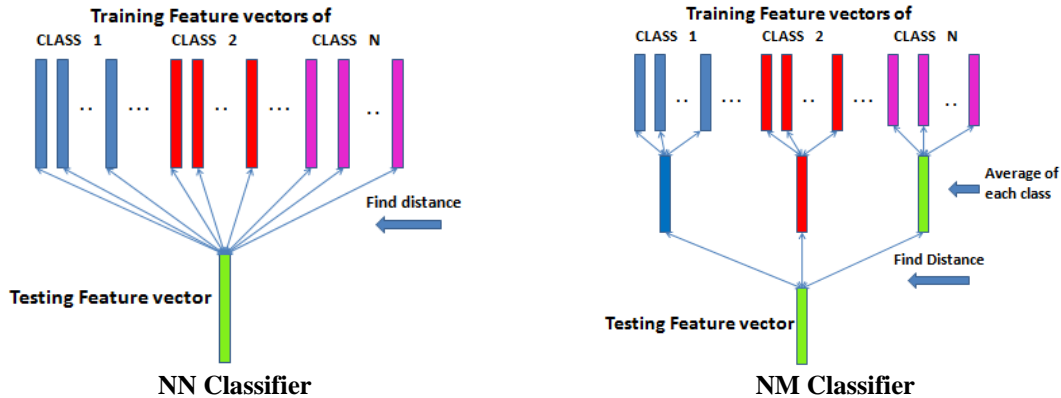 Training Feature vectors of
CLASS 1 CLASS 2 CLASS N
.. ... .. ... ..
Find distance
Testing Feature vector
NN Classifier
Training Feature vectors of
CLASS 1 CLASS 2 CLASS N
.. ... .. ... ..
Average of
each class
Find Distance
Testing Feature vector
NM Classifier